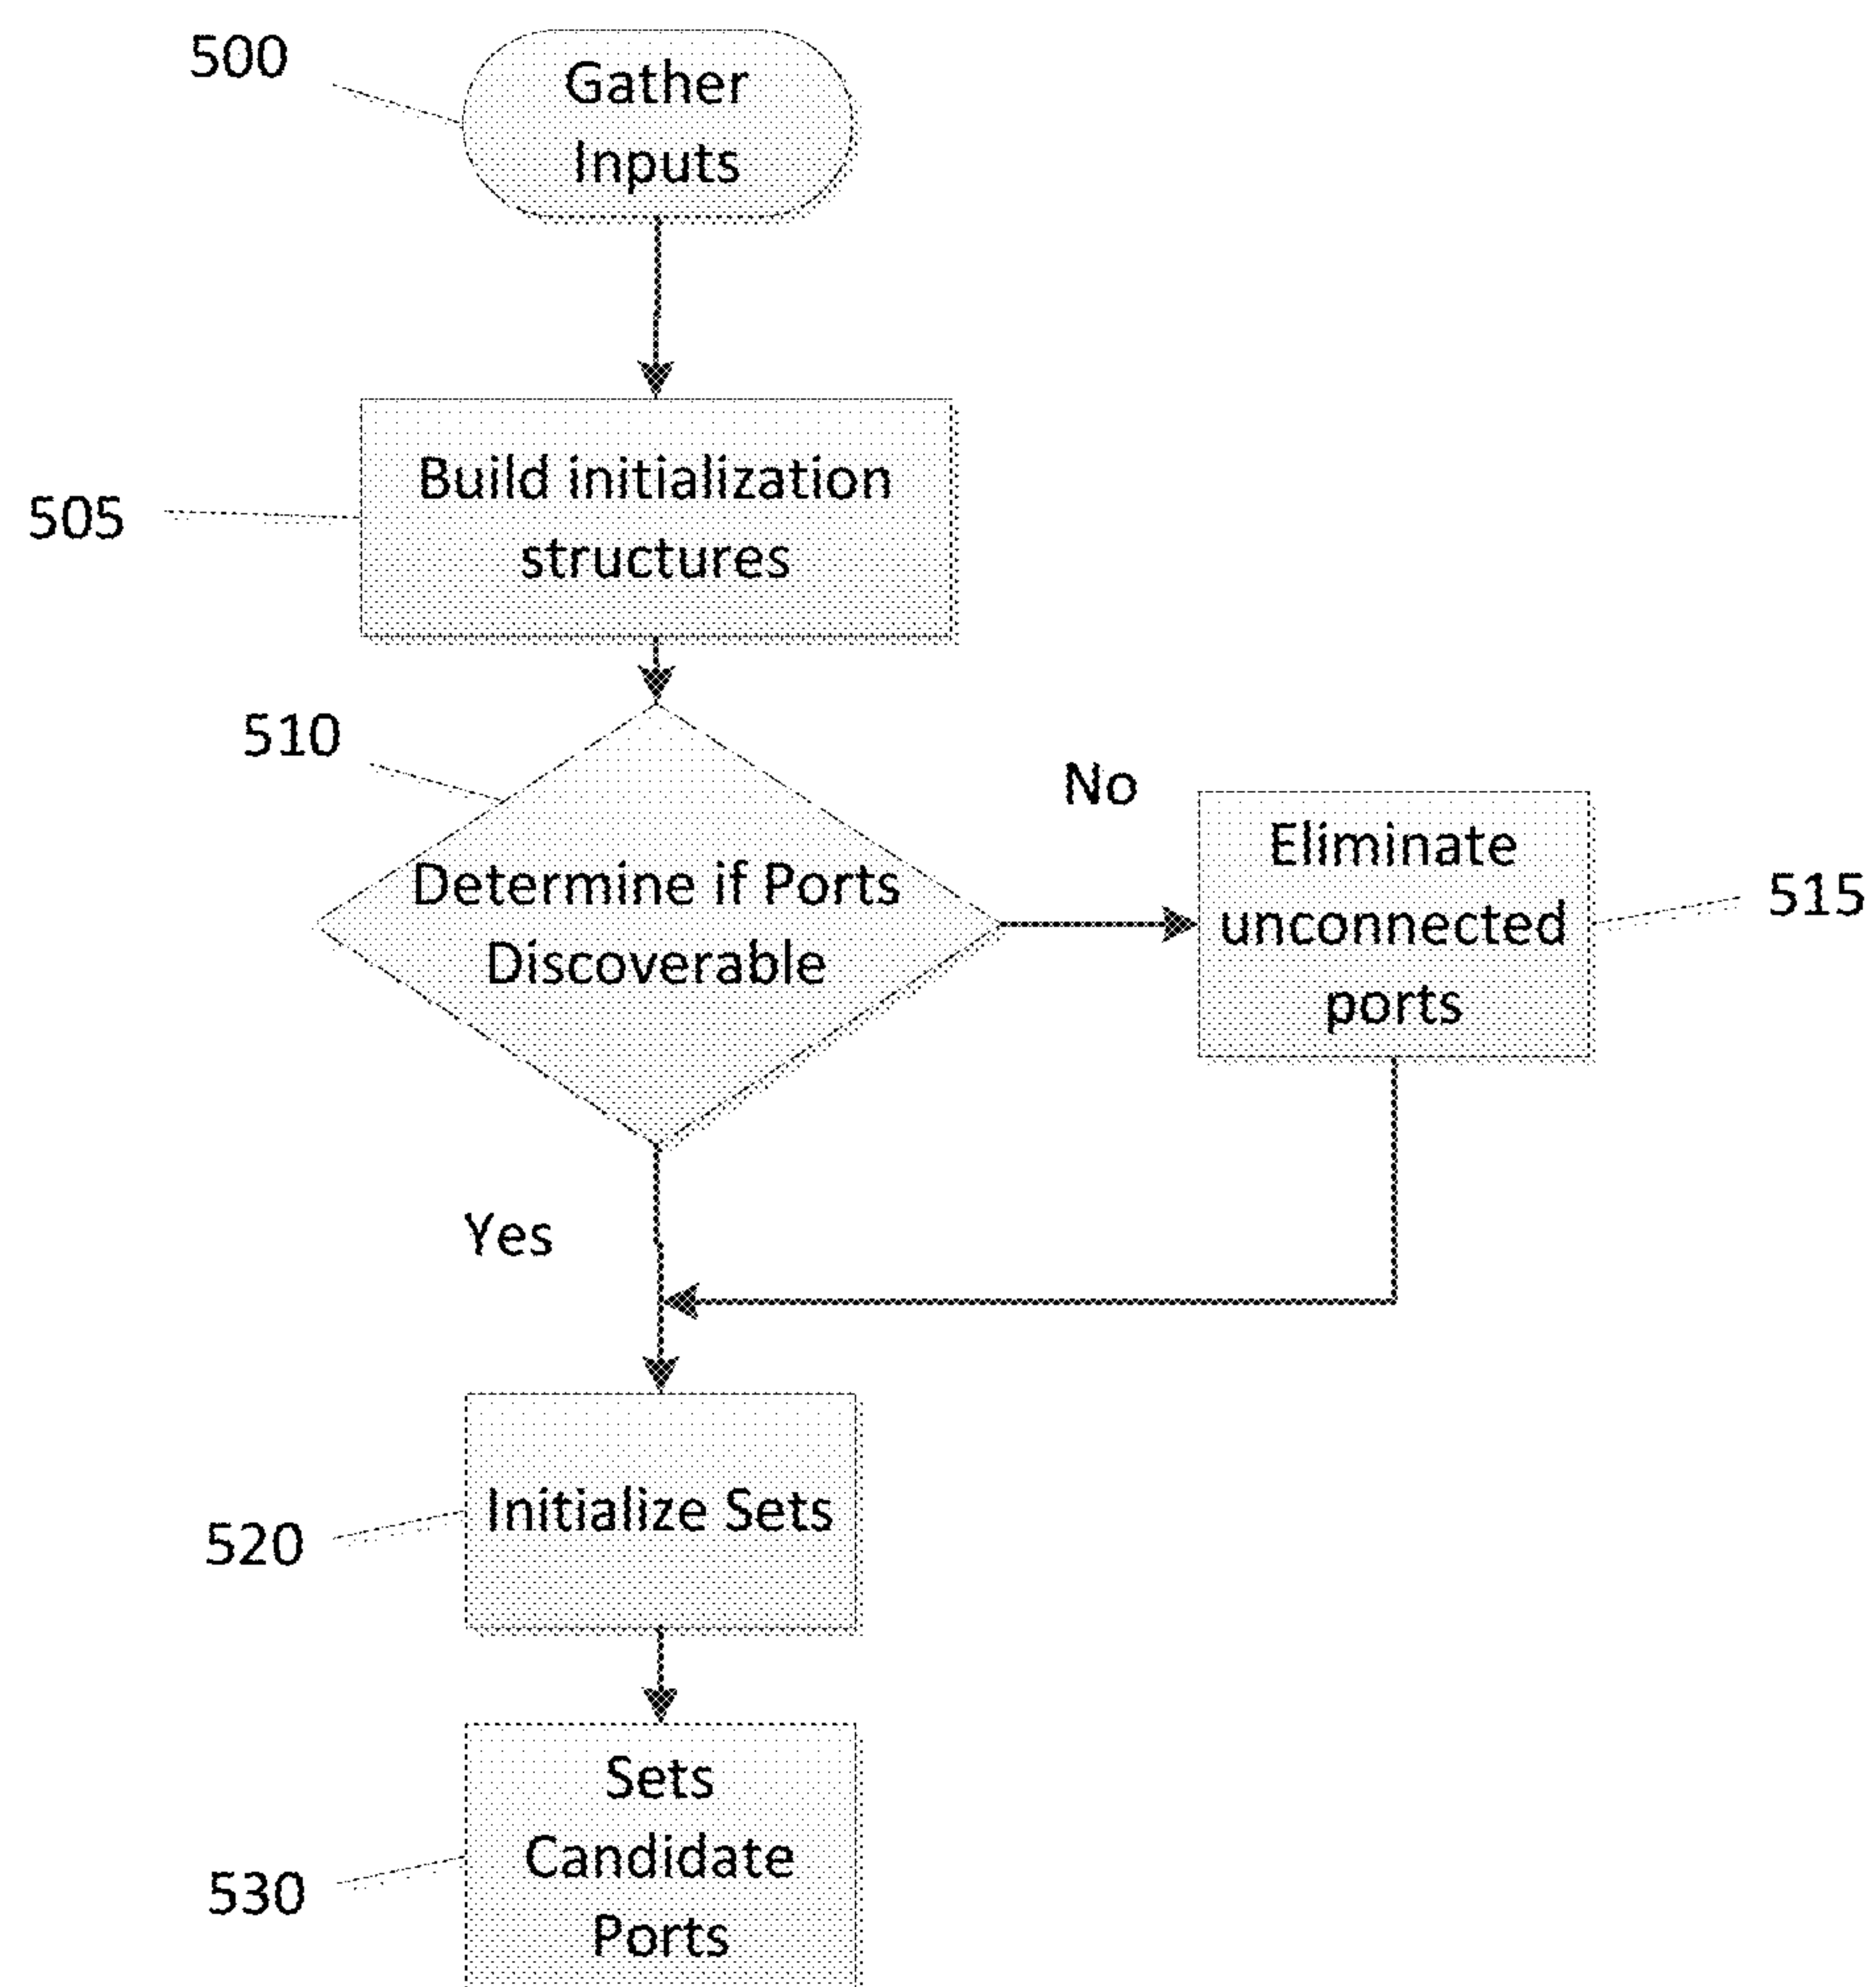 500
Gather
Inputs
505
Build initialization
structures
510
Determine if Ports
Discoverable
No
Eliminate
unconnected
ports
515
Yes
520
Initialize Sets
530
Sets
Candidate
Ports